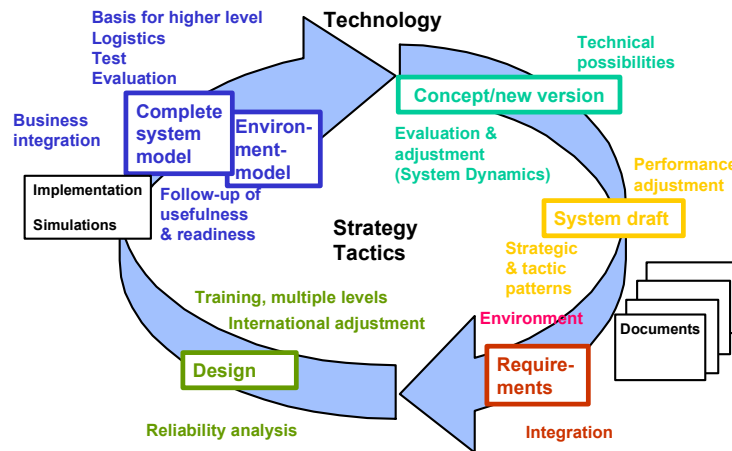 Technology
Basis for higher level
Logistics
Test
Evaluation
Technical
possibilities
Concept/new version
Complete
system
model
Environ-
ment-
model
Business
integration
Evaluation &
adjustment
(System Dynamics)
Performance
adjustment
Implementation
Simulations
Follow-up of
usefulness
& readiness
Strategy
Tactics
System draft
Strategic
& tactic
patterns
Training, multiple levels
International adjustment
Environment
Documents
Design
Require-
ments
Reliability analysis
Integration